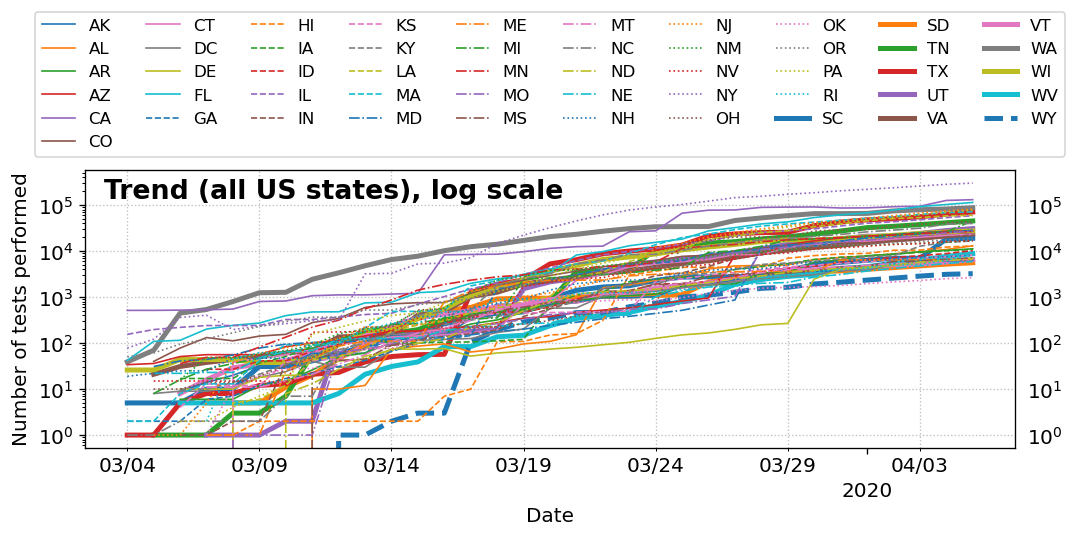 AK CT HI KS ME MT NJ OK SD VT
AL DC IA KY MI NC NM OR TN WA
AR DE ID LA MN ND NV PA TX WI
AZ FL IL MA MO NE NY RI UT WV
CA GA IN MD MS NH OH SC VA WY
CO
Trend (all US states), log scale
Number of tests performed
10⁵ 10⁵
10⁴ 10⁴
10³ 10³
10² 10²
10¹ 10¹
10⁰ 10⁰
03/04 03/09 03/14 03/19 03/24 03/29 04/03
2020
Date